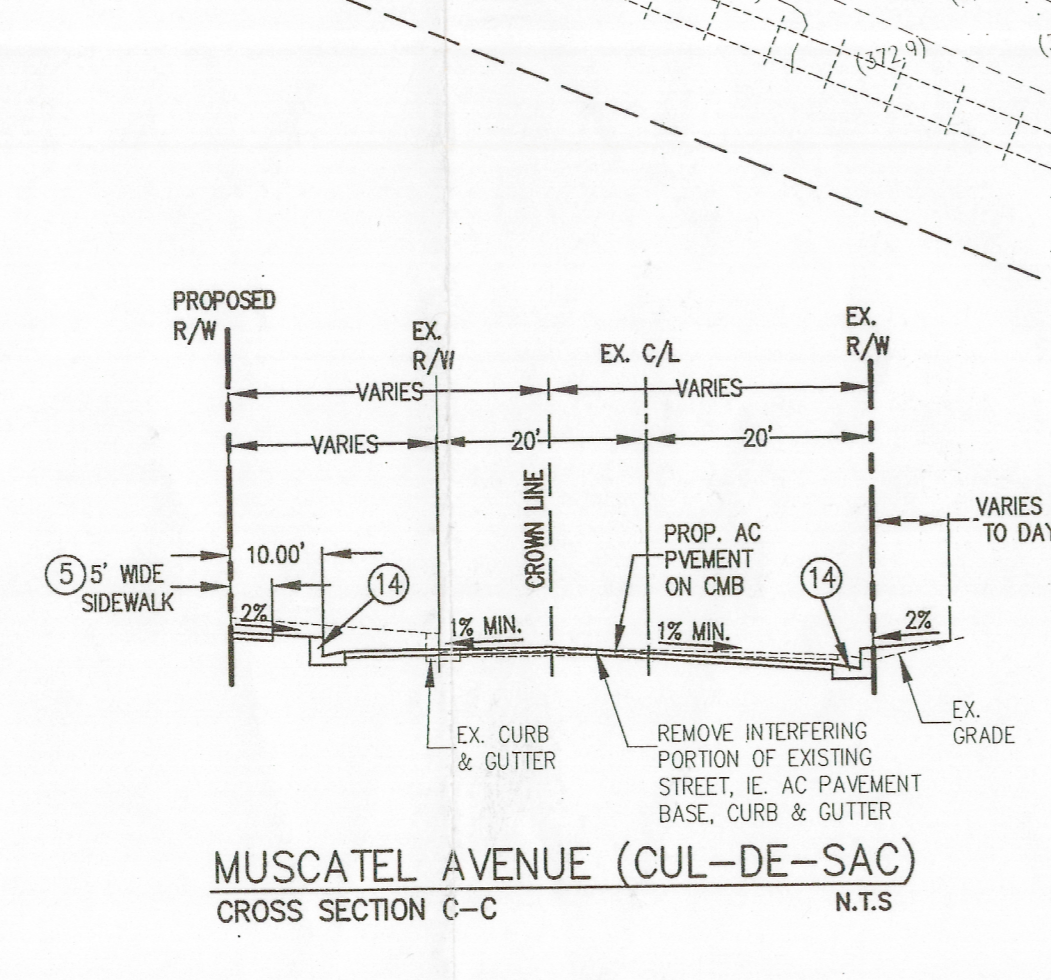 (372.9)
PROPOSED
R/W
EX.
R/W
EX. C/L
EX.
R/W
VARIES
VARIES
VARIES
20'
20'
CROWN LINE
VARIES
TO DAY
PROP. AC
PVEMENT
ON CMB
10.00'
5 5' WIDE
SIDEWALK
14
14
2%
1% MIN.
1% MIN.
2%
EX. CURB
& GUTTER
REMOVE INTERFERING
PORTION OF EXISTING
STREET, IE. AC PAVEMENT
BASE, CURB & GUTTER
EX.
GRADE
MUSCATEL AVENUE (CUL-DE-SAC)
CROSS SECTION C-C
N.T.S